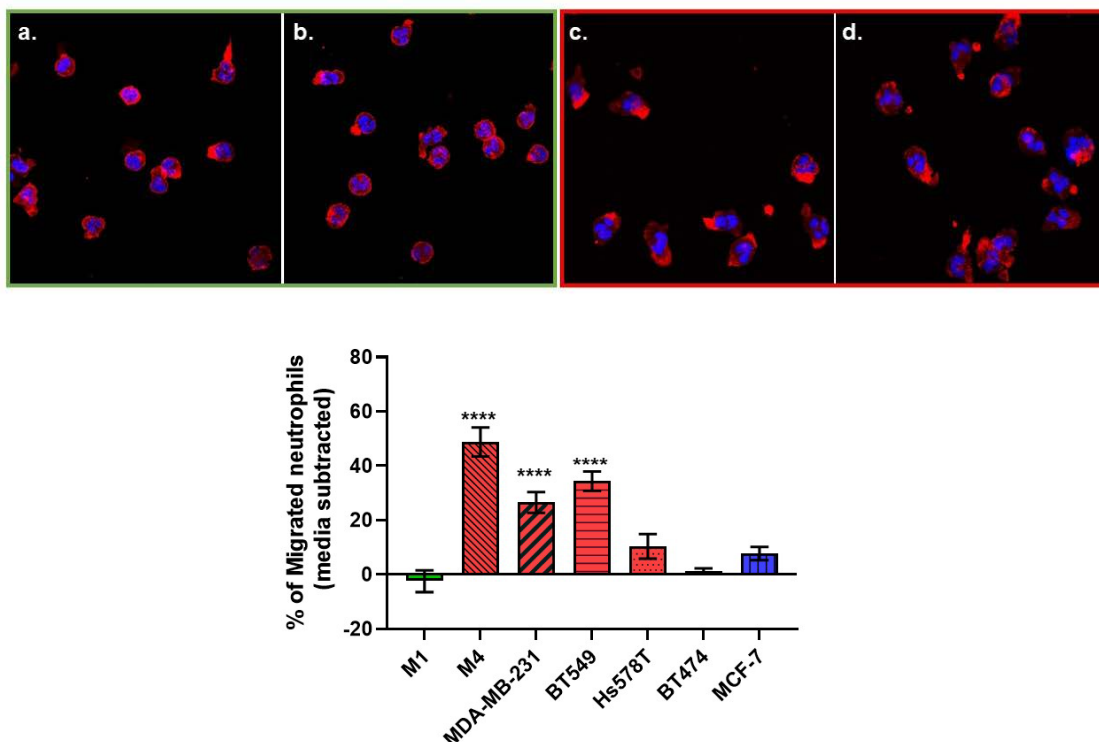 a.
b.
c.
d.
% of Migrated neutrophils
(media subtracted)
80
60
40
20
0
-20
****
****
****
M1
M4
MDA-MB-231
BT549
Hs578T
BT474
MCF-7